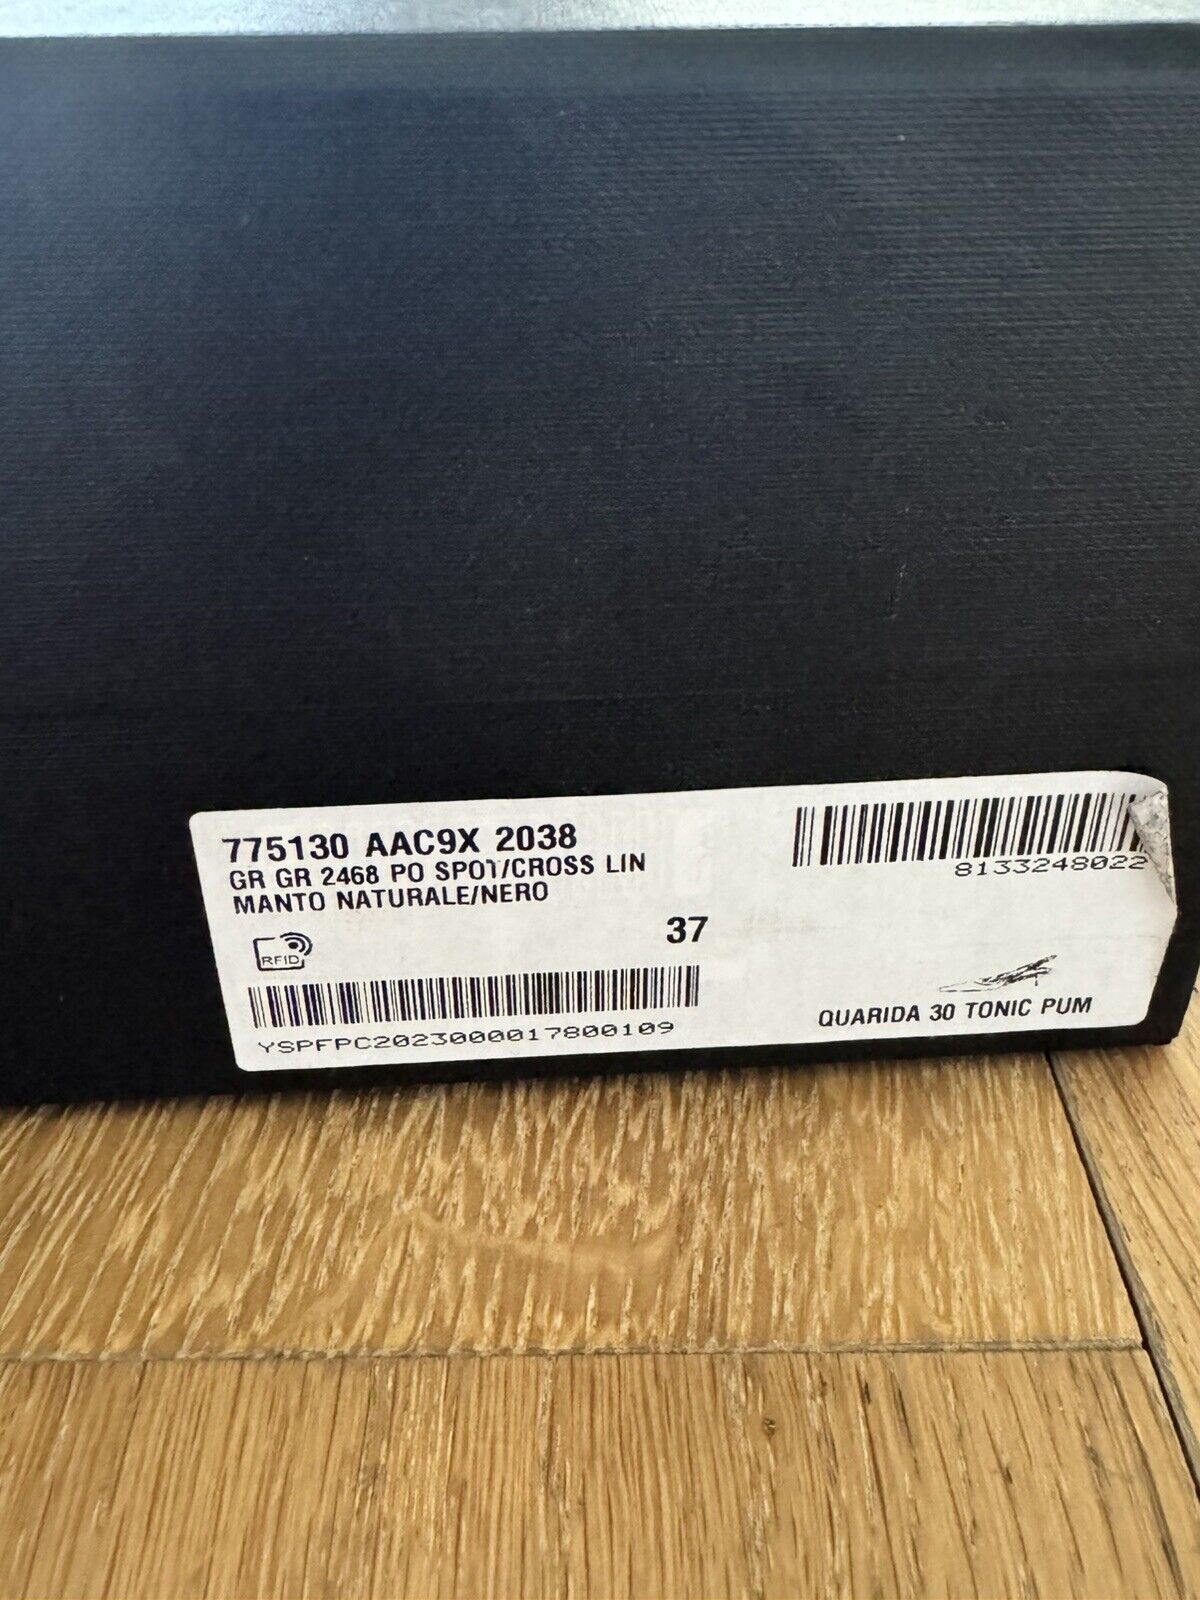 775130 AAC9X 2038
GR GR 2468 PO SPOT/CROSS LIN
MANTO NATURALE/NERO
RFID
37
YSPFPC2023000017800109
8133248022
QUARIDA 30 TONIC PUM